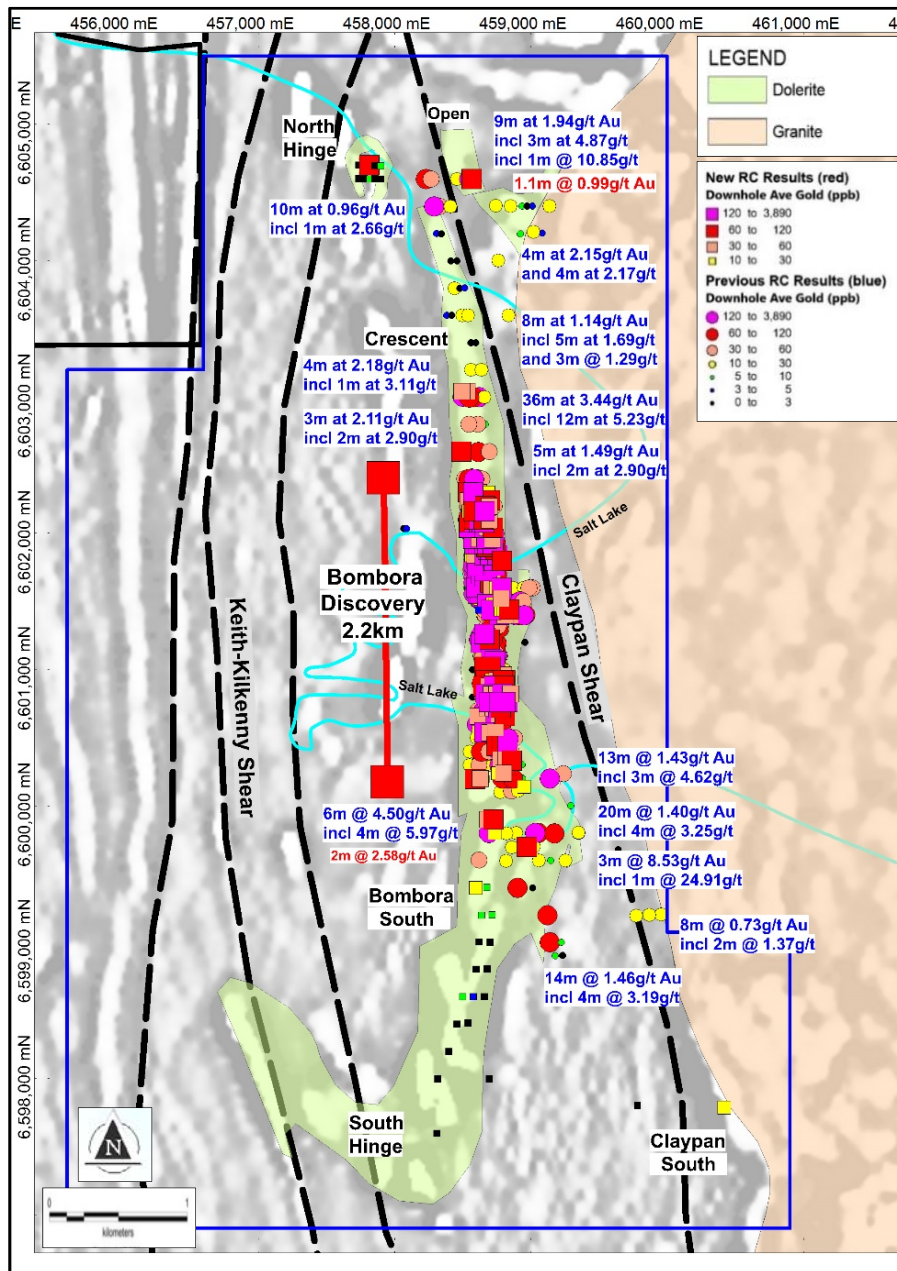 E
456,000 mE
457,000 mE
458,000 mE
459,000 mE
460,000 mE
461,000 mE
4
6,605,000 mN
6,604,000 mN
6,603,000 mN
6,602,000 mN
6,601,000 mN
6,600,000 mN
6,599,000 mN
6,598,000 mN
LEGEND
Dolerite
Granite
New RC Results (red)
Downhole Ave Gold (ppb)
120 to 3,890
60 to 120
30 to 60
10 to 30
Previous RC Results (blue)
Downhole Ave Gold (ppb)
120 to 3,890
60 to 120
30 to 60
10 to 30
5 to 10
3 to 5
0 to 3
North
Hinge
Open
9m at 1.94g/t Au
incl 3m at 4.87g/t
incl 1m @ 10.85g/t
1.1m @ 0.99g/t Au
10m at 0.96g/t Au
incl 1m at 2.66g/t
4m at 2.15g/t Au
and 4m at 2.17g/t
8m at 1.14g/t Au
incl 5m at 1.69g/t
and 3m @ 1.29g/t
Crescent
4m at 2.18g/t Au
incl 1m at 3.11g/t
36m at 3.44g/t Au
incl 12m at 5.23g/t
3m at 2.11g/t Au
incl 2m at 2.90g/t
5m at 1.49g/t Au
incl 2m at 2.90g/t
Salt Lake
Bombora
Discovery
2.2km
Claypan Shear
Keith-Kilkenny Shear
Salt Lake
13m @ 1.43g/t Au
incl 3m @ 4.62g/t
6m @ 4.50g/t Au
incl 4m @ 5.97g/t
2m @ 2.58g/t Au
20m @ 1.40g/t Au
incl 4m @ 3.25g/t
3m @ 8.53g/t Au
incl 1m @ 24.91g/t
Bombora
South
8m @ 0.73g/t Au
incl 2m @ 1.37g/t
14m @ 1.46g/t Au
incl 4m @ 3.19g/t
South
Hinge
Claypan
South
N
0 1
kilometers